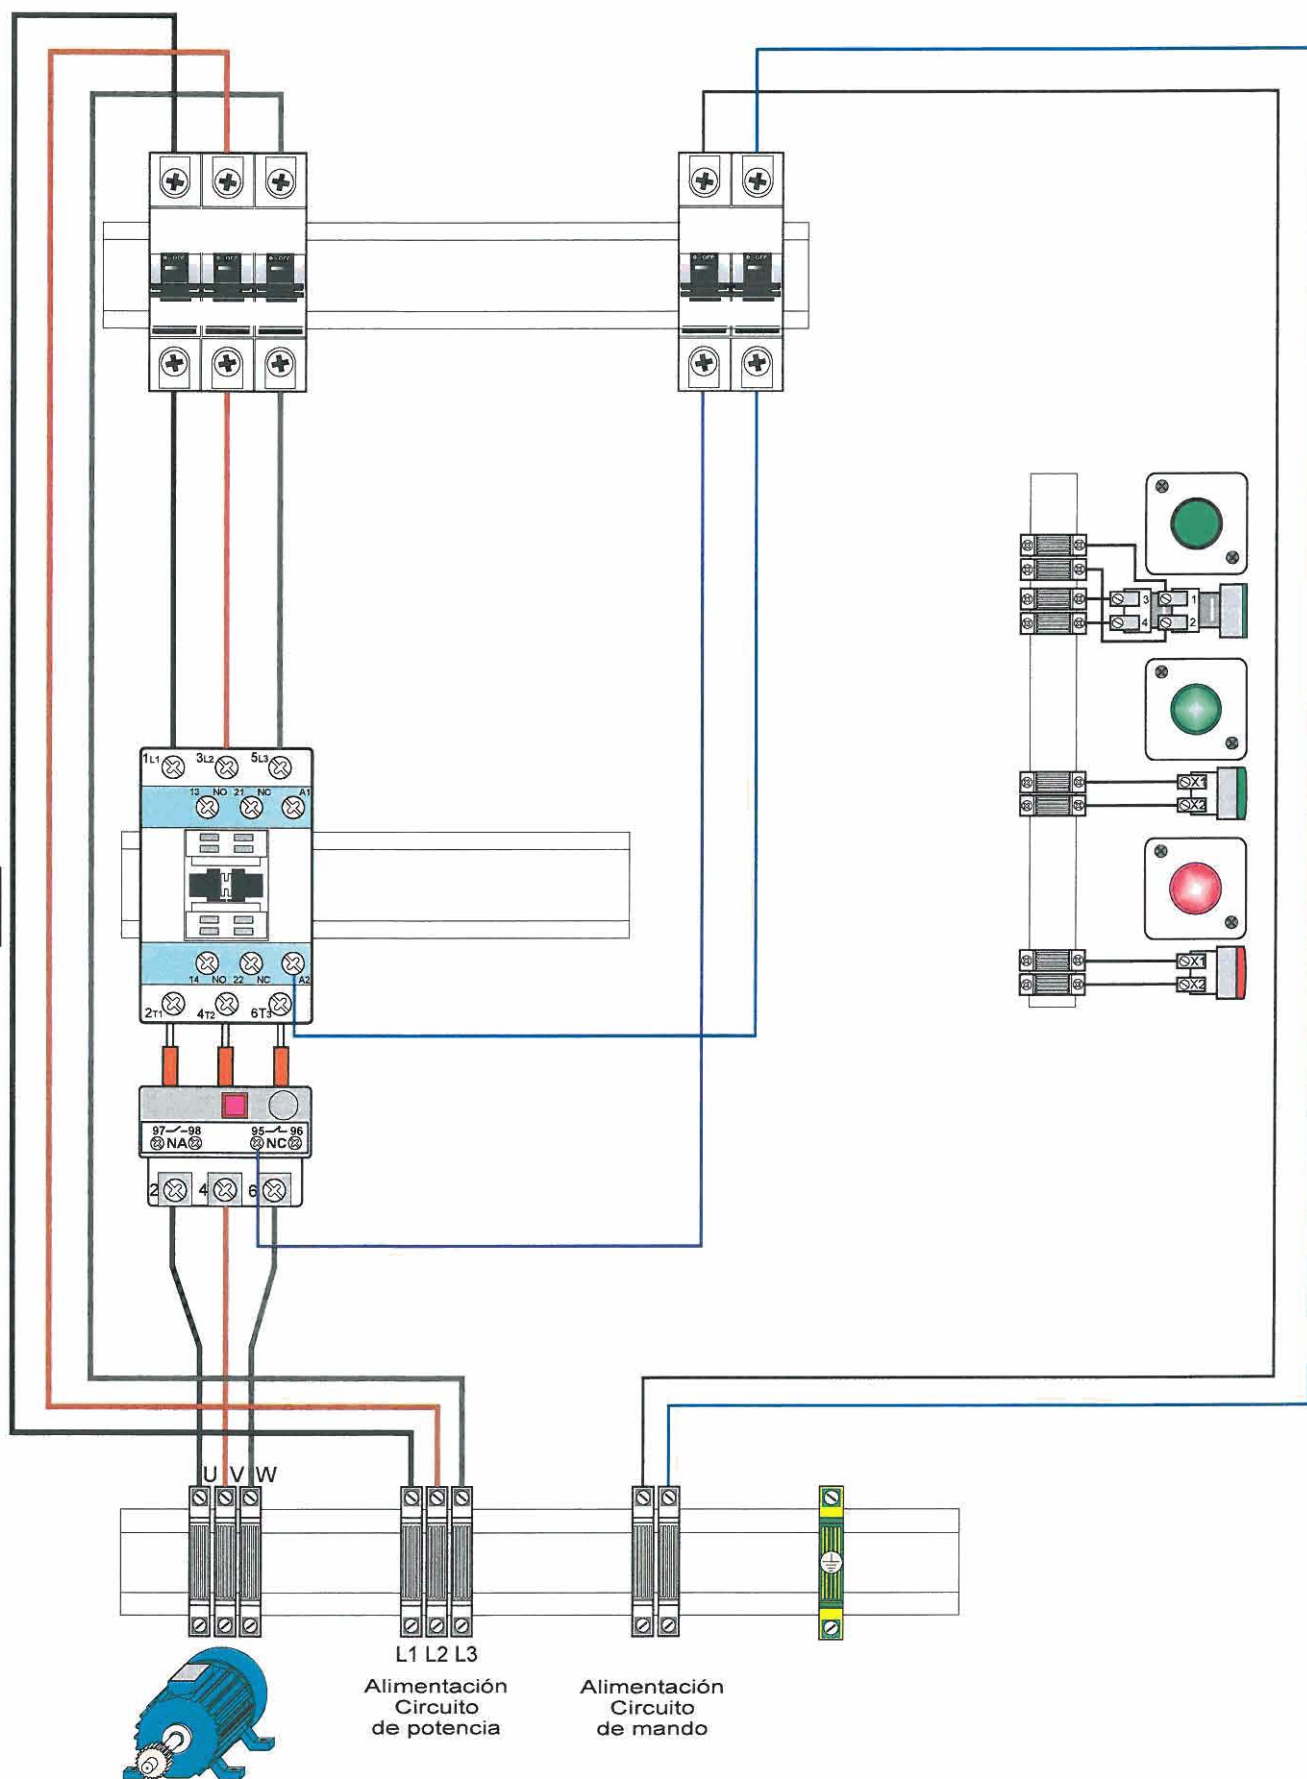 1L1 3L2 5L3
13 NO 21 NC A1
14 NO 22 NC A2
2T1 4T2 6T3
97 98 95 96
NA NC
2 4 6
3 1
4 2
X1
X2
X1
X2
U V W
L1 L2 L3
Alimentación
Circuito
de potencia
Alimentación
Circuito
de mando